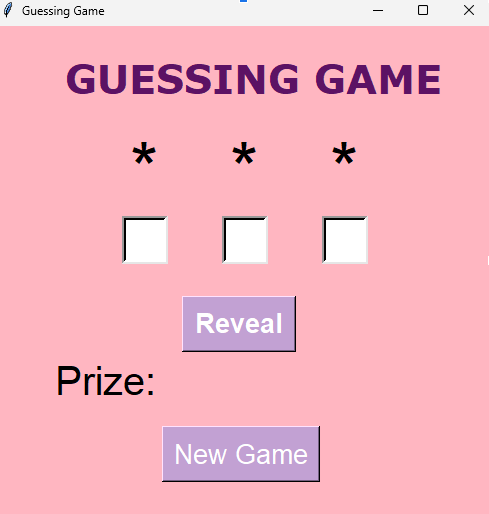 Guessing Game
GUESSING GAME
* * *
Reveal
Prize:
New Game